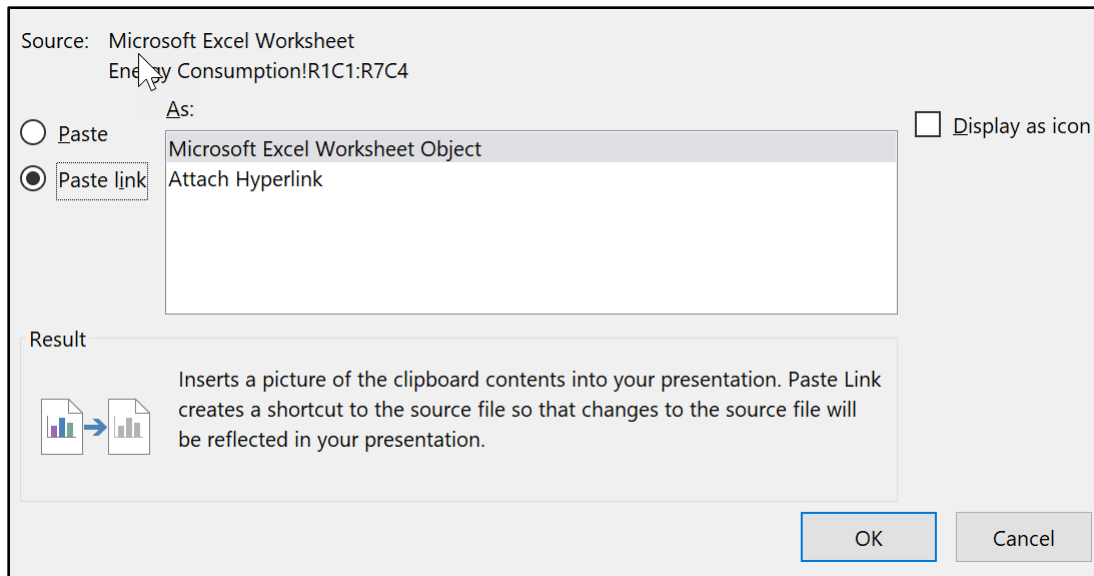 Source: Microsoft Excel Worksheet
Energy Consumption!R1C1:R7C4
As:
Paste
Paste link
Microsoft Excel Worksheet Object
Attach Hyperlink
Display as icon
Result
Inserts a picture of the clipboard contents into your presentation. Paste Link
creates a shortcut to the source file so that changes to the source file will
be reflected in your presentation.
OK
Cancel